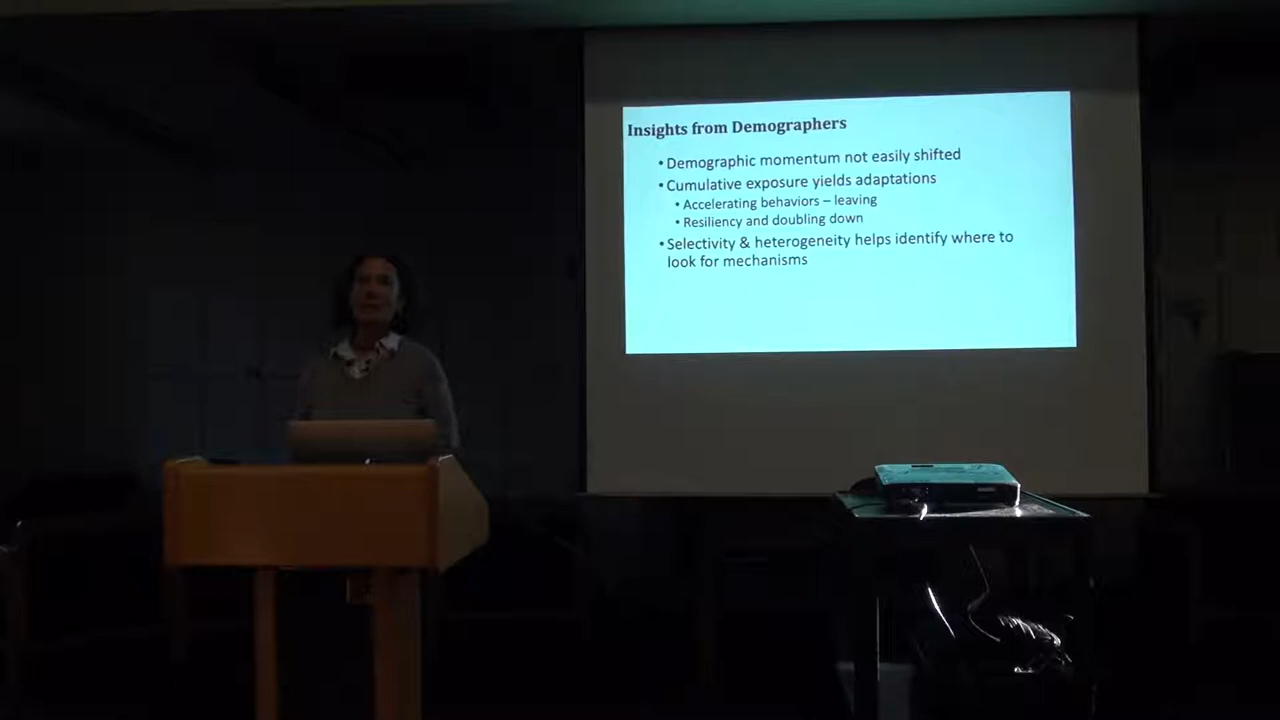 Insights from Demographers
• Demographic momentum not easily shifted
• Cumulative exposure yields adaptations
• Accelerating behaviors – leaving
• Resiliency and doubling down
• Selectivity & heterogeneity helps identify where to
look for mechanisms